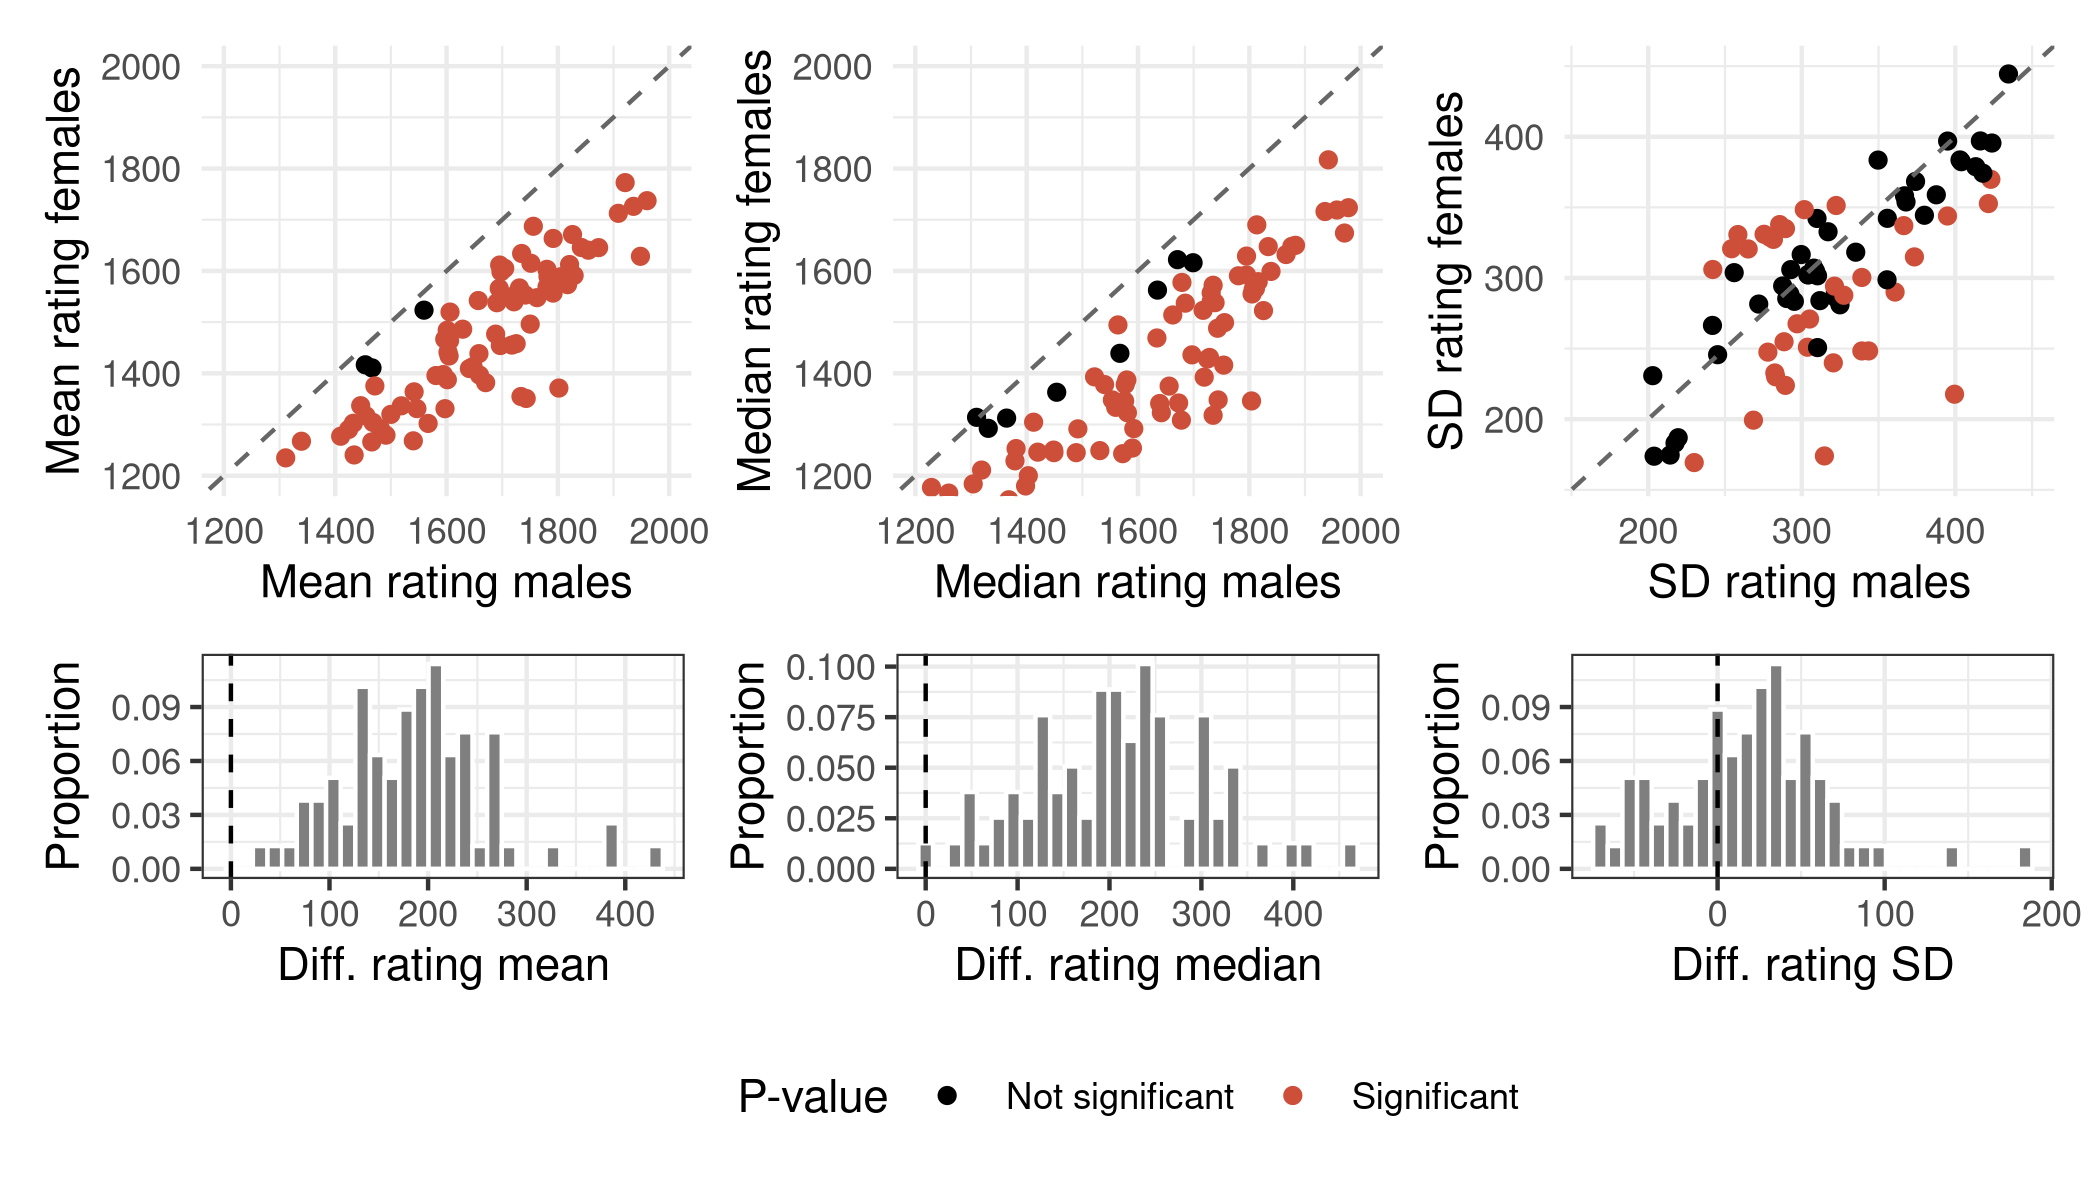 Mean rating females
2000
1800
1600
1400
1200
1200 1400 1600 1800 2000
Mean rating males
Median rating females
2000
1800
1600
1400
1200
1200 1400 1600 1800 2000
Median rating males
SD rating females
400
300
200
200 300 400
SD rating males
Proportion
0.09
0.06
0.03
0.00
0 100 200 300 400
Diff. rating mean
Proportion
0.100
0.075
0.050
0.025
0.000
0 100 200 300 400
Diff. rating median
Proportion
0.09
0.06
0.03
0.00
0 100 200
Diff. rating SD
P-value Not significant Significant